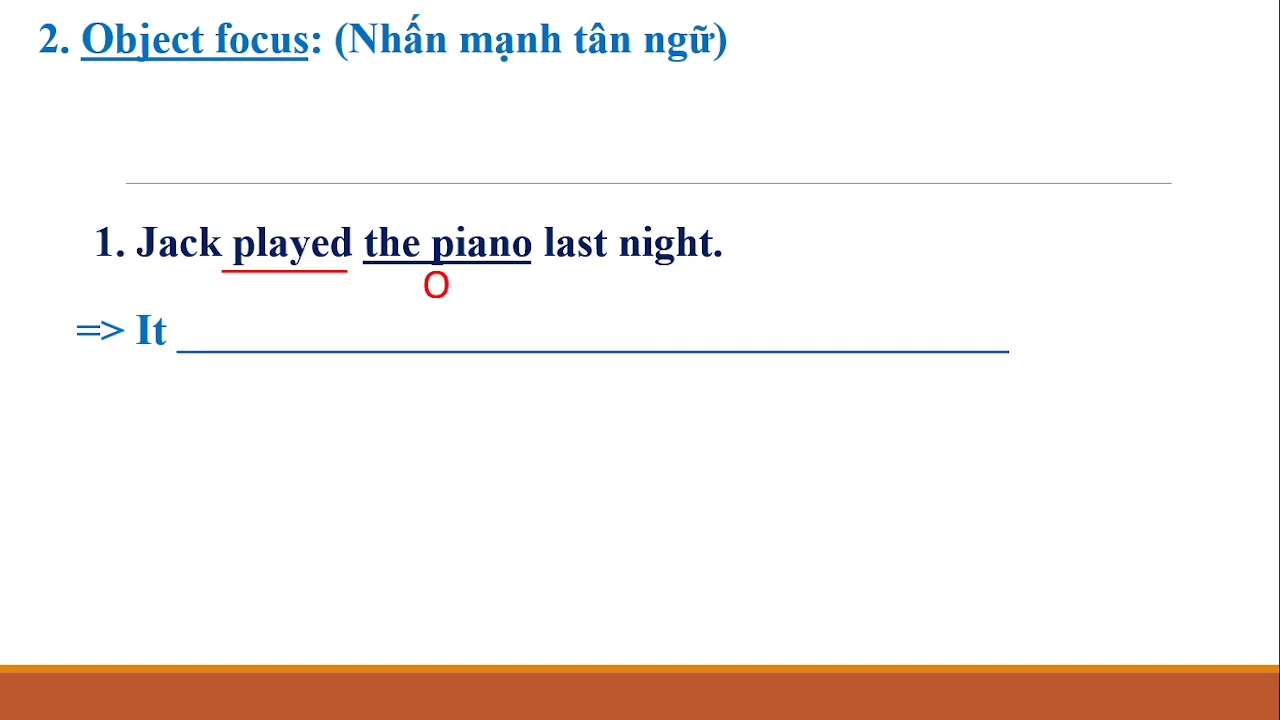 2. Object focus: (Nhấn mạnh tân ngữ)
1. Jack played the piano last night.
O
=> It